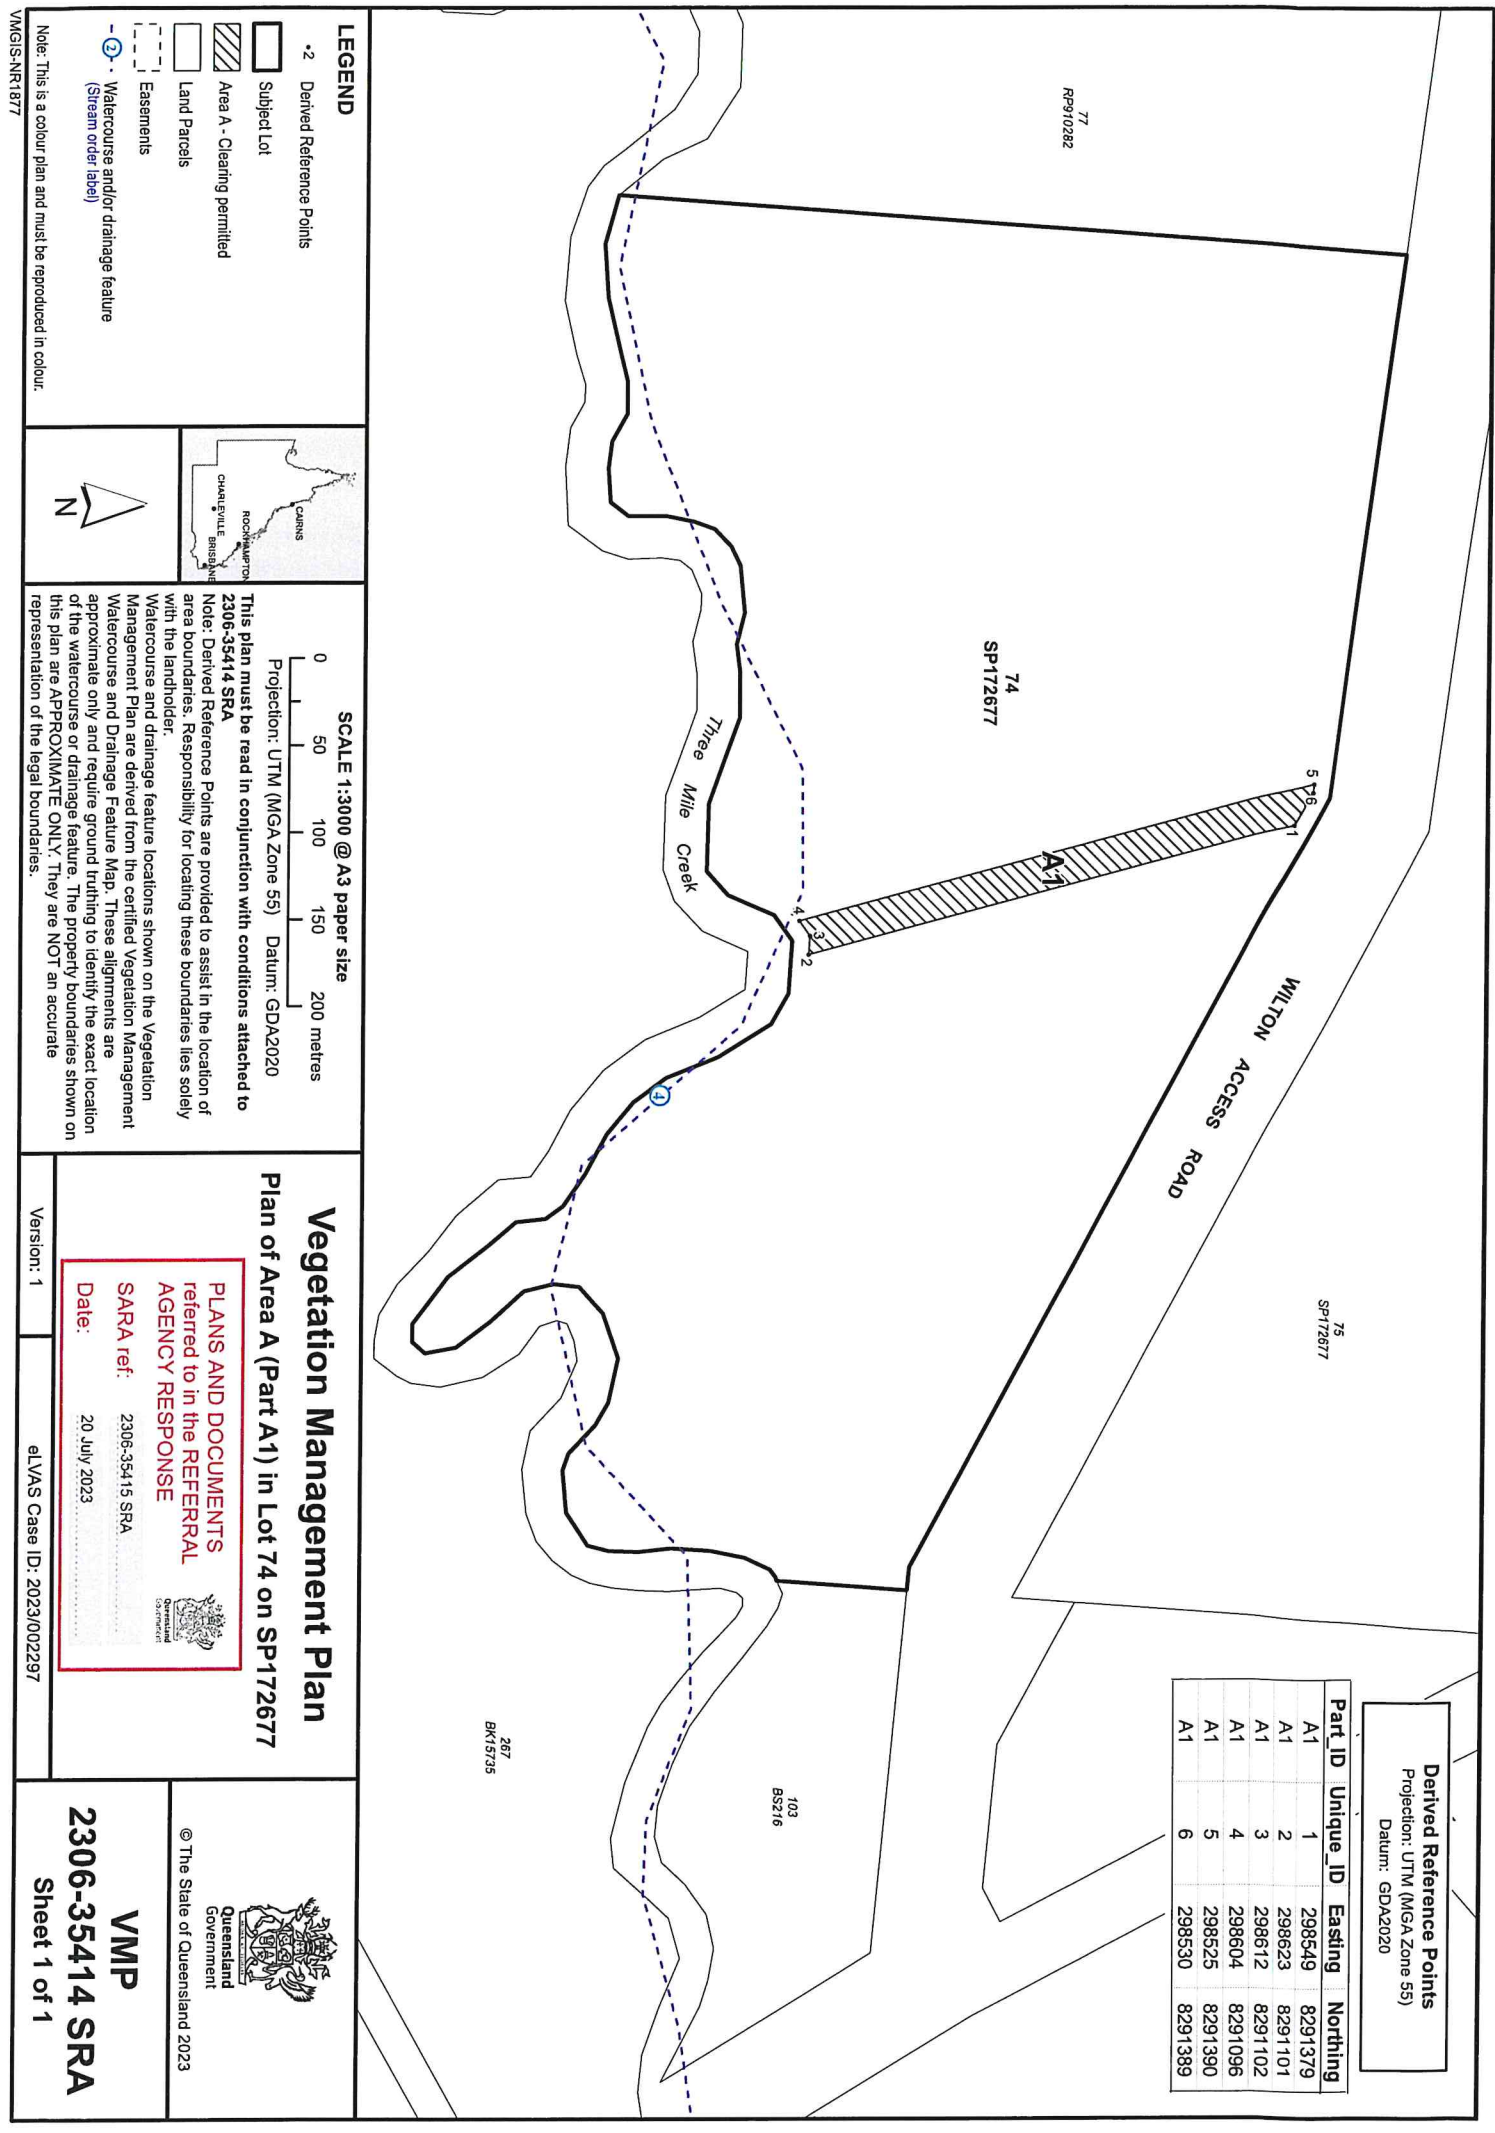 77
RP910282
74
SP172677
A1
5
6
1
4
3
2
WILTON ACCESS ROAD
75
SP172677
Three Mile Creek
4
103
BS216
267
BK15735
Derived Reference Points
Projection: UTM (MGA Zone 55)
Datum: GDA2020
Part_ID Unique_ID Easting Northing
A1 1 298549 8291379
A1 2 298623 8291101
A1 3 298612 8291102
A1 4 298604 8291096
A1 5 298525 8291390
A1 6 298530 8291389
LEGEND
•2 Derived Reference Points
Subject Lot
Area A - Clearing permitted
Land Parcels
Easements
2 Watercourse and/or drainage feature
(Stream order label)
Note: This is a colour plan and must be reproduced in colour.
VMGIS-NR1877
CAIRNS
ROCKHAMPTON
CHARLEVILLE
BRISBANE
N
SCALE 1:3000 @ A3 paper size
0 50 100 150 200 metres
Projection: UTM (MGA Zone 55) Datum: GDA2020
This plan must be read in conjunction with conditions attached to
2306-35414 SRA
Note: Derived Reference Points are provided to assist in the location of
area boundaries. Responsibility for locating these boundaries lies solely
with the landholder.
Watercourse and drainage feature locations shown on the Vegetation
Management Plan are derived from the certified Vegetation Management
Watercourse and Drainage Feature Map. These alignments are
approximate only and require ground truthing to identify the exact location
of the watercourse or drainage feature. The property boundaries shown on
this plan are APPROXIMATE ONLY. They are NOT an accurate
representation of the legal boundaries.
Vegetation Management Plan
Plan of Area A (Part A1) in Lot 74 on SP172677
PLANS AND DOCUMENTS
referred to in the REFERRAL
AGENCY RESPONSE
Queensland
Government
SARA ref: 2306-35415 SRA
Date: 20 July 2023
Version: 1
eLVAS Case ID: 2023/002297
Queensland
Government
© The State of Queensland 2023
VMP
2306-35414 SRA
Sheet 1 of 1